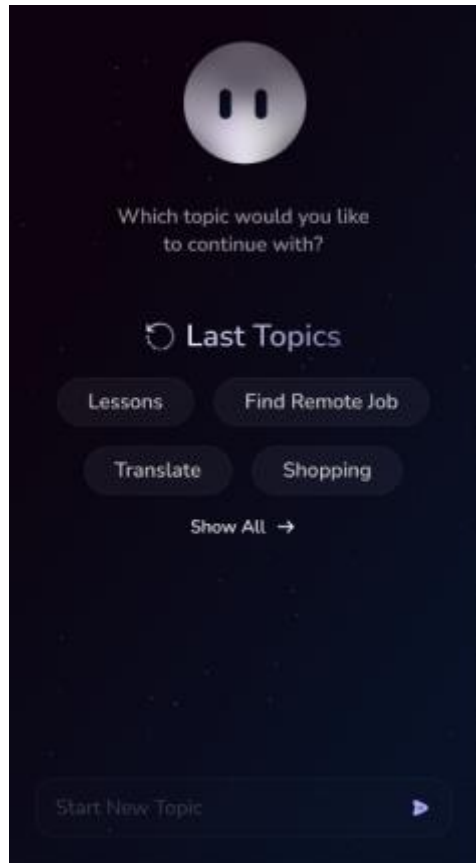 Which topic would you like
to continue with?
Last Topics
Lessons
Find Remote Job
Translate
Shopping
Show All →
Start New Topic